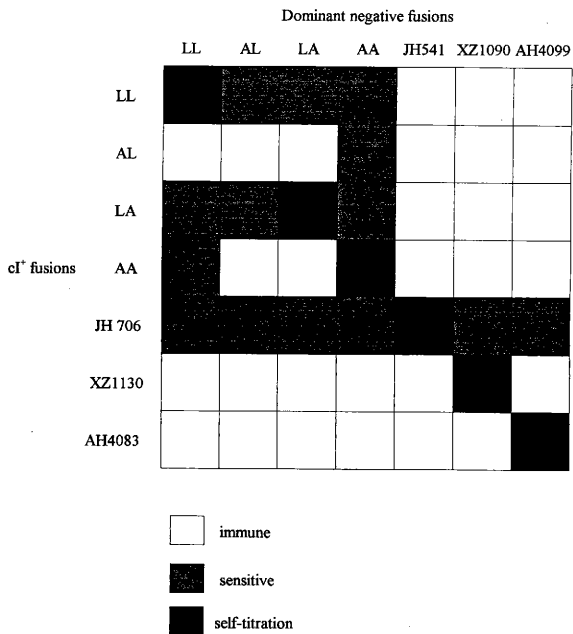 Dominant negative fusions
LL AL LA AA JH541 XZ1090 AH4099
LL
AL
LA
cI+ fusions AA
JH 706
XZ1130
AH4083
immune
sensitive
self-titration